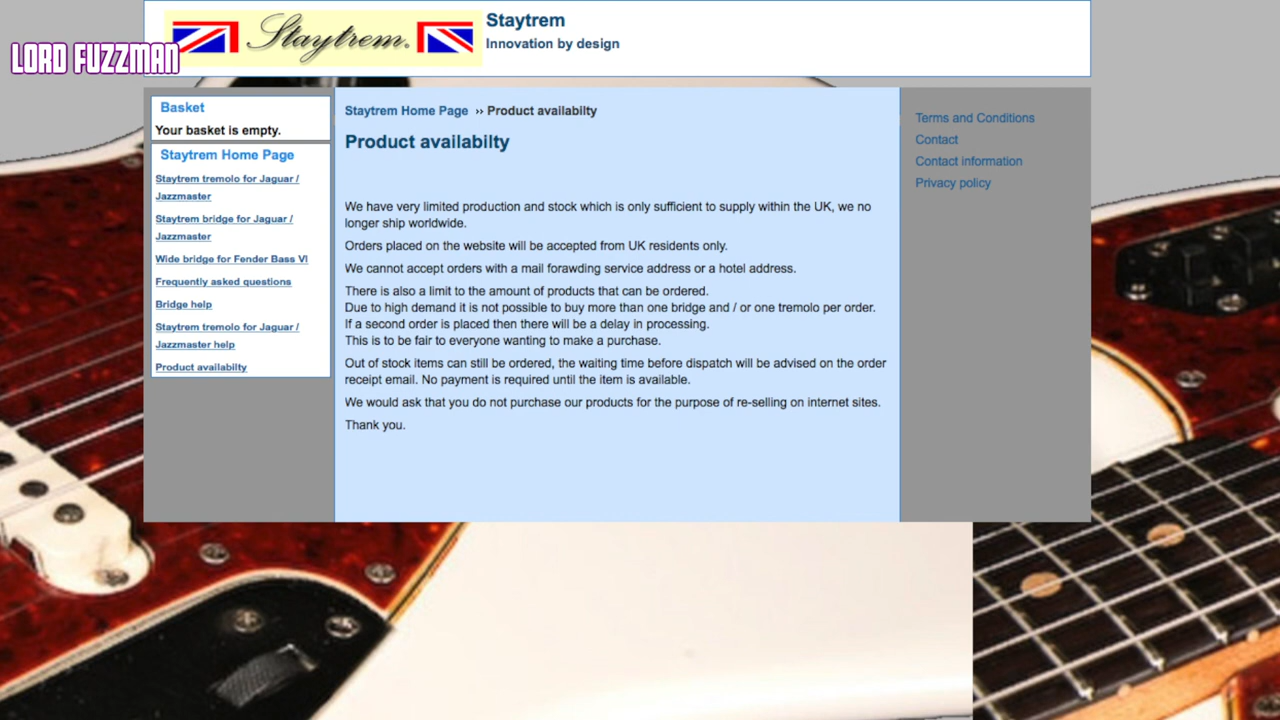 Staytrem.
Staytrem
Innovation by design
LORD FUZZMAN
Basket
Your basket is empty.
Staytrem Home Page
Staytrem tremolo for Jaguar /
Jazzmaster
Staytrem bridge for Jaguar /
Jazzmaster
Wide bridge for Fender Bass VI
Frequently asked questions
Bridge help
Staytrem tremolo for Jaguar /
Jazzmaster help
Product availabilty
Staytrem Home Page ›› Product availabilty
Product availabilty
We have very limited production and stock which is only sufficient to supply within the UK, we no
longer ship worldwide.
Orders placed on the website will be accepted from UK residents only.
We cannot accept orders with a mail forawding service address or a hotel address.
There is also a limit to the amount of products that can be ordered.
Due to high demand it is not possible to buy more than one bridge and / or one tremolo per order.
If a second order is placed then there will be a delay in processing.
This is to be fair to everyone wanting to make a purchase.
Out of stock items can still be ordered, the waiting time before dispatch will be advised on the order
receipt email. No payment is required until the item is available.
We would ask that you do not purchase our products for the purpose of re-selling on internet sites.
Thank you.
Terms and Conditions
Contact
Contact information
Privacy policy